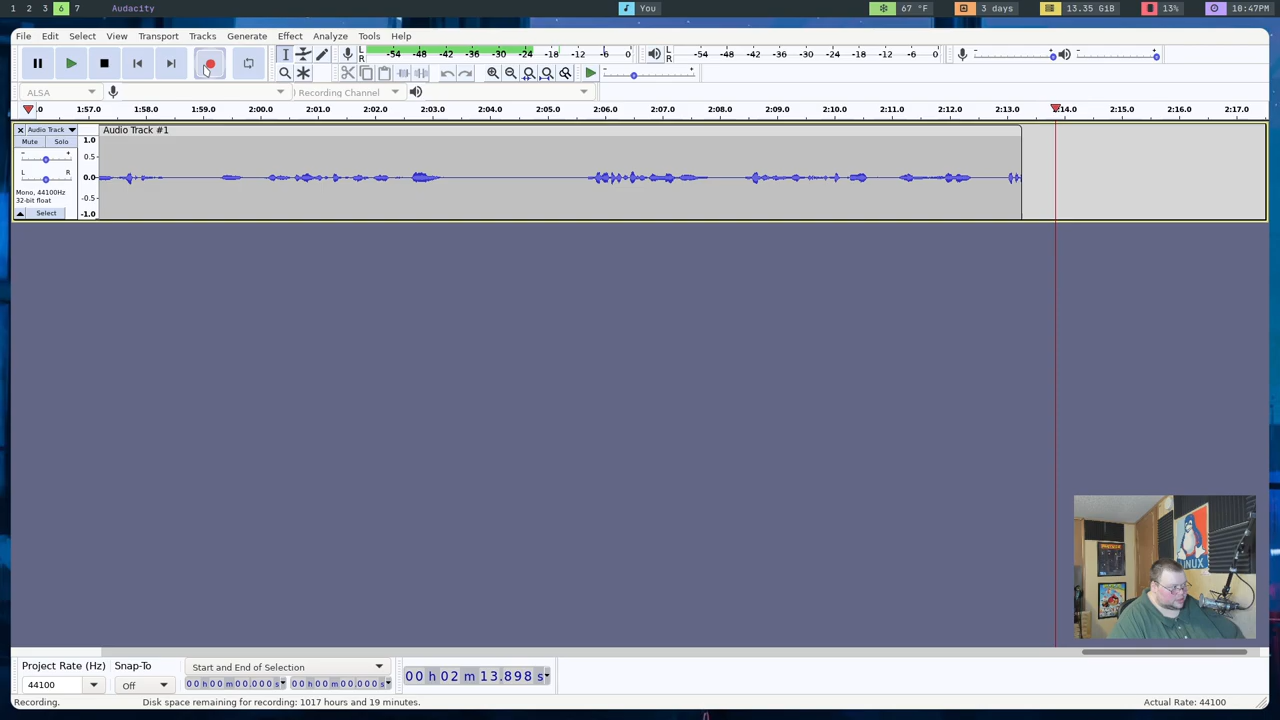 1 2 3 4 5 6 7 Audacity You 67 °F 3 days 13.35 GiB 13% 10:47PM
File Edit Select View Transport Tracks Generate Effect Analyze Tools Help
L R -54 -48 -42 -36 -30 -24 -18 -12 -6 0 L R -54 -48 -42 -36 -30 -24 -18 -12 -6 0
ALSA ) Recording Channel
0 1:57.0 1:58.0 1:59.0 2:00.0 2:01.0 2:02.0 2:03.0 2:04.0 2:05.0 2:06.0 2:07.0 2:08.0 2:09.0 2:10.0 2:11.0 2:12.0 2:13.0 2:14.0 2:15.0 2:16.0 2:17.0
Audio Track Audio Track #1
Mute Solo
1.0
0.5
0.0
-0.5
-1.0
- +
L R
Mono, 44100Hz
32-bit float
Select
LINUX
Project Rate (Hz) Snap-To Start and End of Selection
44100 Off 00 h 00 m 00.000 s 00 h 00 m 00.000 s
00 h 02 m 13.898 s
Recording. Disk space remaining for recording: 1017 hours and 19 minutes. Actual Rate: 44100